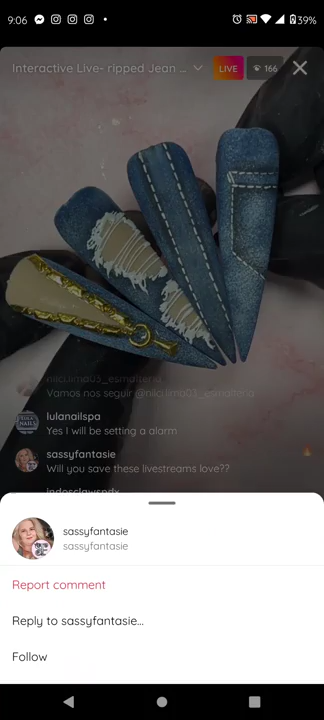 9:06
39%
Interactive Live- ripped Jean ...
LIVE
166
Vamos nos seguir @nilcilima03_esmalteria
lulanailspa
Yes I will be setting a alarm
sassyfantasie
Will you save these livestreams love??
sassyfantasie
sassyfantasie
Report comment
Reply to sassyfantasie...
Follow